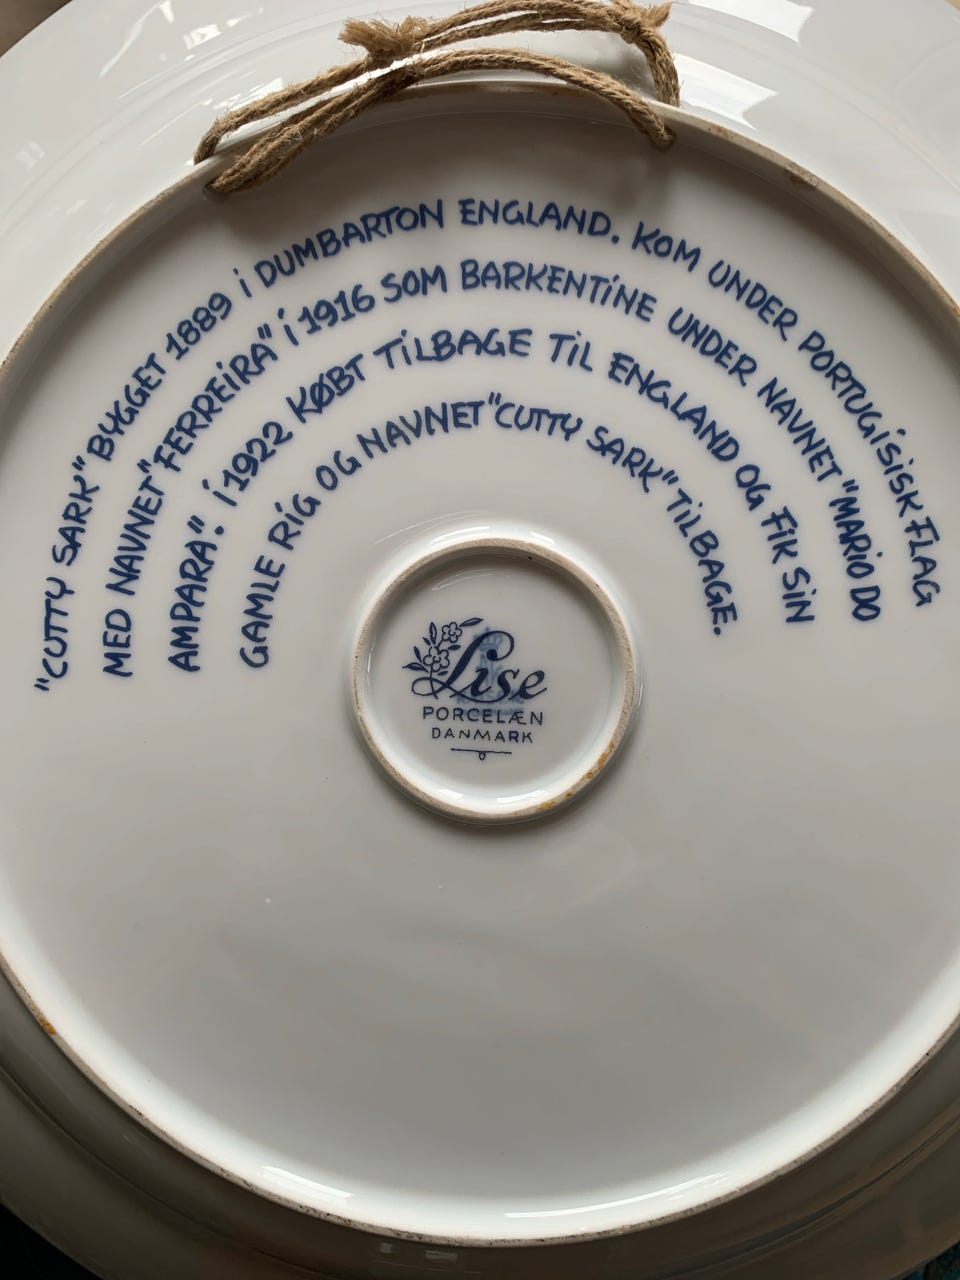 "CUTTY SARK" BYGGET 1889 i DUMBARTON ENGLAND. KOM UNDER PORTUGISISK FLAG
MED NAVNET "FERREIRA" i 1916 SOM BARKENTINE UNDER NAVNET "MARIO DO
AMPARA". i 1922 KØBT TILBAGE TIL ENGLAND OG FIK SIN
GAMLE RIG OG NAVNET "CUTTY SARK" TILBAGE.
Lise
PORCELÆN
DANMARK